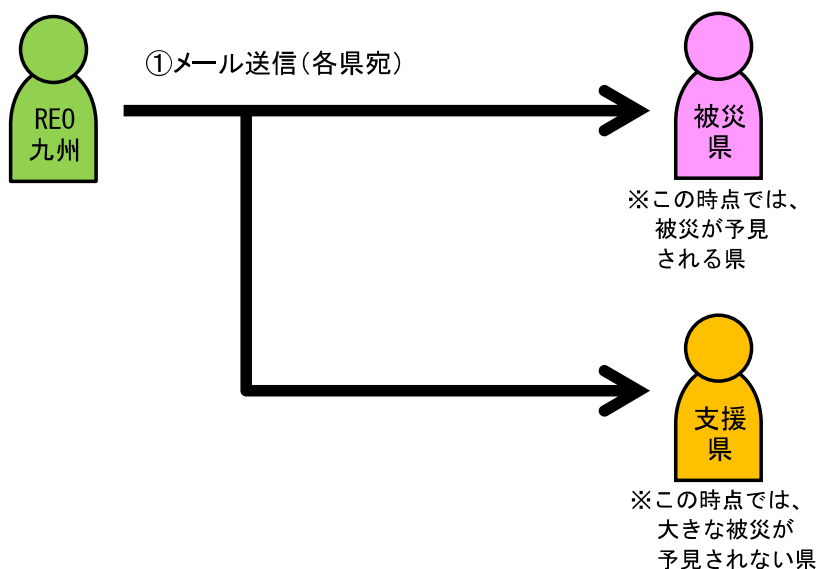 ①メール送信（各県宛）
REO
九州
被災
県
※この時点では、
被災が予見
される県
支援
県
※この時点では、
大きな被災が
予見されない県